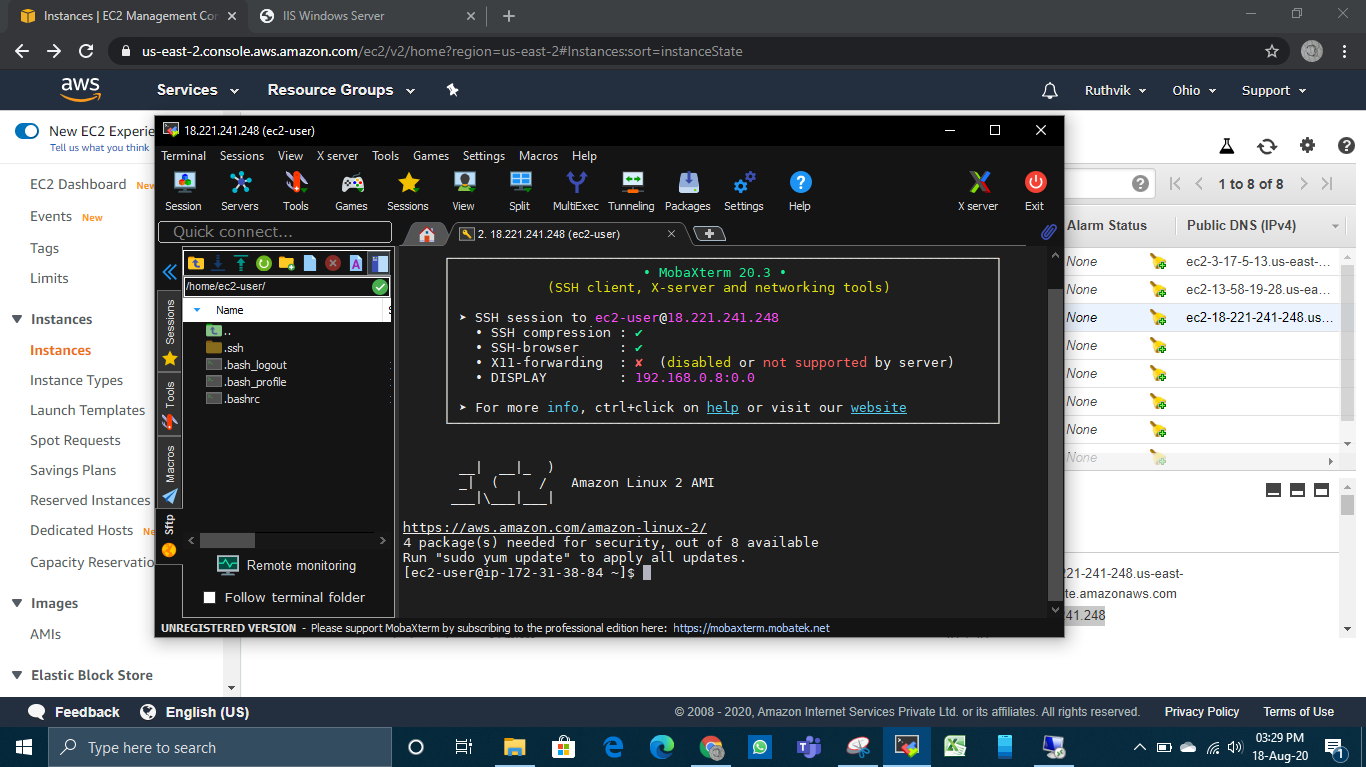 Instances | EC2 Management Con
IIS Windows Server
us-east-2.console.aws.amazon.com/ec2/v2/home?region=us-east-2#Instances:sort=instanceState
aws
Services
Resource Groups
Ruthvik
Ohio
Support
New EC2 Experie
Tell us what you think
EC2 Dashboard New
Events New
Tags
Limits
Instances
Instances
Instance Types
Launch Templates
Spot Requests
Savings Plans
Reserved Instances
Dedicated Hosts Ne
Capacity Reservatio
Images
AMIs
Elastic Block Store
18.221.241.248 (ec2-user)
Terminal Sessions View X server Tools Games Settings Macros Help
Session Servers Tools Games Sessions View Split MultiExec Tunneling Packages Settings Help X server Exit
Quick connect...
2. 18.221.241.248 (ec2-user)
/home/ec2-user/
Name
..
.ssh
.bash_logout
.bash_profile
.bashrc
Sessions
Tools
Macros
Sftp
Remote monitoring
Follow terminal folder
• MobaXterm 20.3 •
(SSH client, X-server and networking tools)
➤ SSH session to ec2-user@18.221.241.248
• SSH compression : ✔
• SSH-browser : ✔
• X11-forwarding : ✘ (disabled or not supported by server)
• DISPLAY : 192.168.0.8:0.0
➤ For more info, ctrl+click on help or visit our website
__| __|_ )
_| ( / Amazon Linux 2 AMI
___|\___|___|
https://aws.amazon.com/amazon-linux-2/
4 package(s) needed for security, out of 8 available
Run "sudo yum update" to apply all updates.
[ec2-user@ip-172-31-38-84 ~]$
UNREGISTERED VERSION - Please support MobaXterm by subscribing to the professional edition here: https://mobaxterm.mobatek.net
1 to 8 of 8
Alarm Status Public DNS (IPv4)
None ec2-3-17-5-13.us-east-...
None ec2-13-58-19-28.us-ea...
None ec2-18-221-241-248.us...
None
None
None
None
None
221-241-248.us-east-
te.amazonaws.com
41.248
Feedback
English (US)
© 2008 - 2020, Amazon Internet Services Private Ltd. or its affiliates. All rights reserved.
Privacy Policy
Terms of Use
Type here to search
03:29 PM
18-Aug-20
1